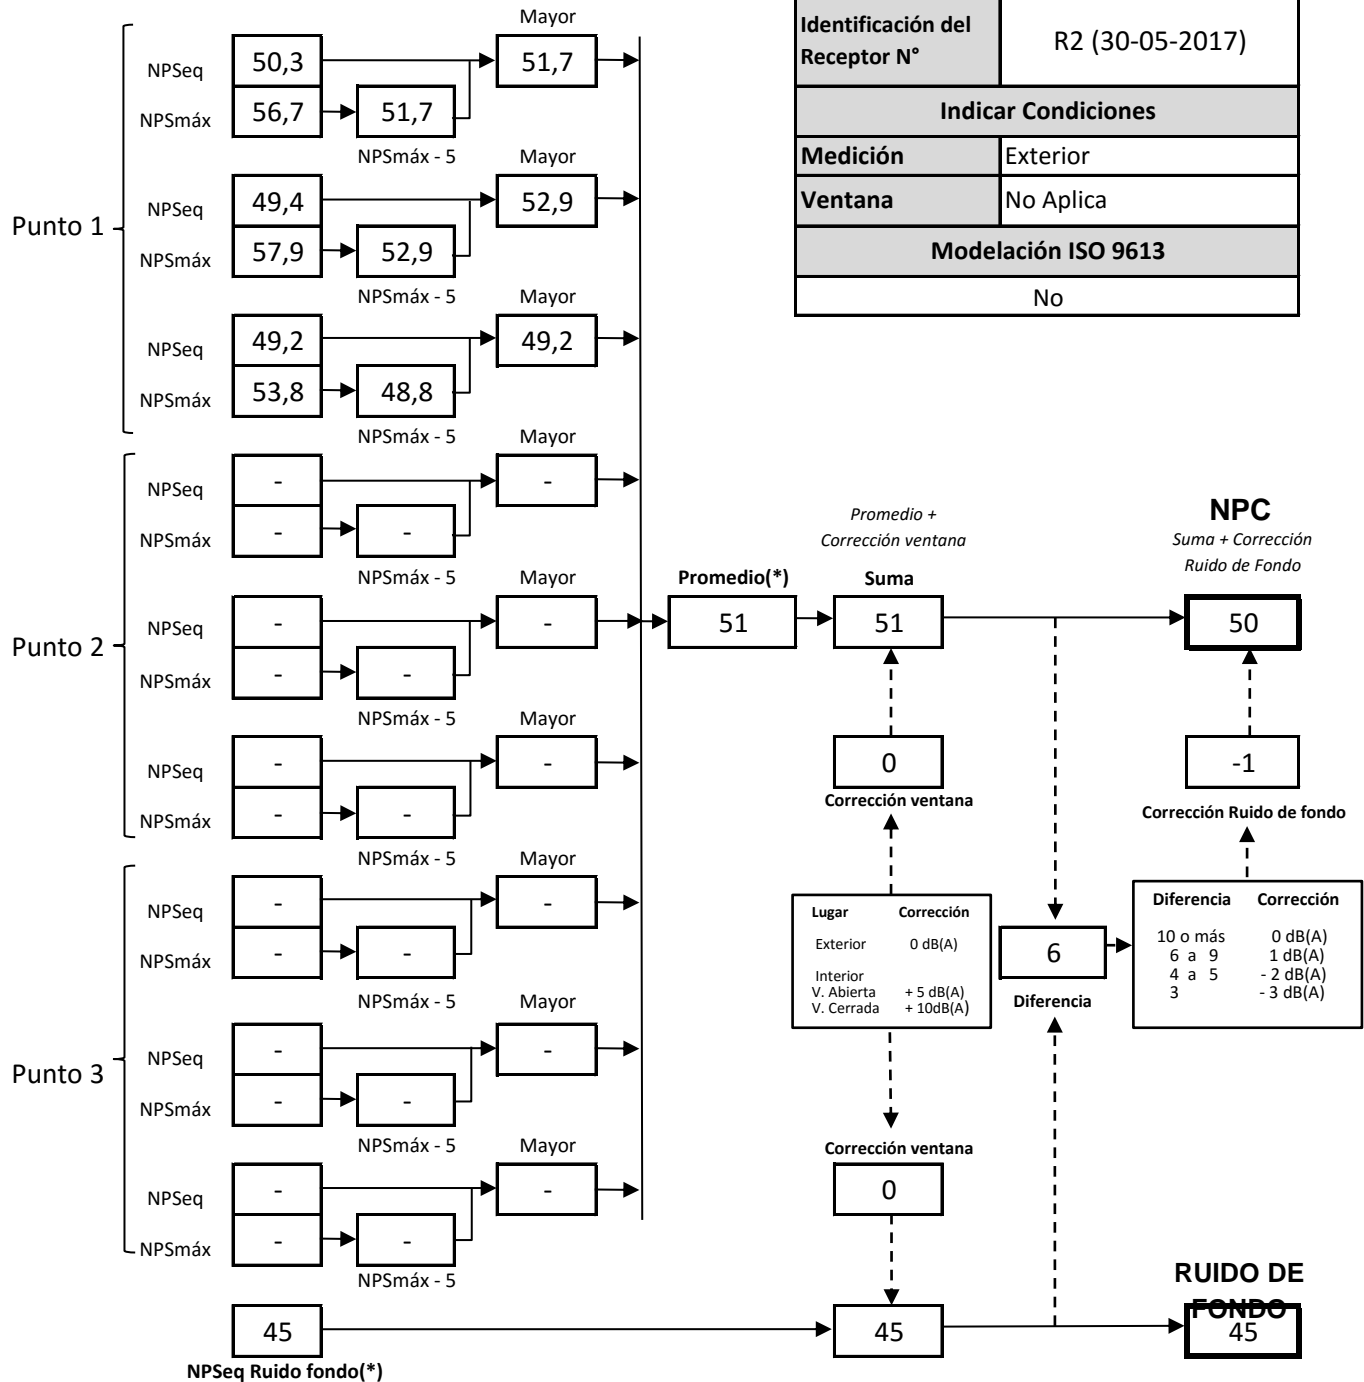 Mayor
Identificación del
Receptor N°
R2 (30-05-2017)
NPSeq
50,3
51,7
NPSmáx
56,7
51,7
Indicar Condiciones
NPSmáx - 5
Mayor
Medición
Exterior
Punto 1
NPSeq
49,4
52,9
Ventana
No Aplica
NPSmáx
57,9
52,9
Modelación ISO 9613
NPSmáx - 5
Mayor
No
NPSeq
49,2
49,2
NPSmáx
53,8
48,8
NPSmáx - 5
Mayor
NPSeq
-
-
NPSmáx
-
-
NPSmáx - 5
Mayor
Punto 2
NPSeq
-
-
NPSmáx
-
-
NPSmáx - 5
Mayor
NPSeq
-
-
NPSmáx
-
-
NPSmáx - 5
Mayor
Promedio(*)
51
Promedio +
Corrección ventana
Suma
51
NPC
Suma + Corrección
Ruido de Fondo
50
0
Corrección ventana
-1
Corrección Ruido de fondo
Punto 3
NPSeq
-
-
NPSmáx
-
-
NPSmáx - 5
Mayor
NPSeq
-
-
NPSmáx
-
-
NPSmáx - 5
Mayor
NPSeq
-
-
NPSmáx
-
-
NPSmáx - 5
Lugar Corrección
Exterior 0 dB(A)
Interior
V. Abierta + 5 dB(A)
V. Cerrada + 10dB(A)
6
Diferencia
Diferencia Corrección
10 o más 0 dB(A)
6 a 9 1 dB(A)
4 a 5 - 2 dB(A)
3 - 3 dB(A)
Corrección ventana
0
45
NPSeq Ruido fondo(*)
45
RUIDO DE
FONDO
45